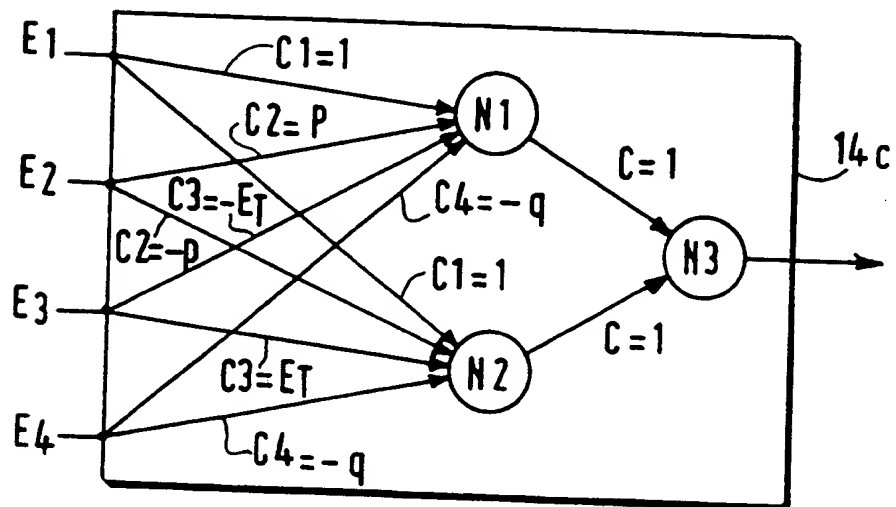 E1
C1=1
N1
C2=P
14c
C=1
E2
C3=-ET
C4=-q
C2=-p
N3
C1=1
E3
C=1
C3=ET
N2
E4
C4=-q